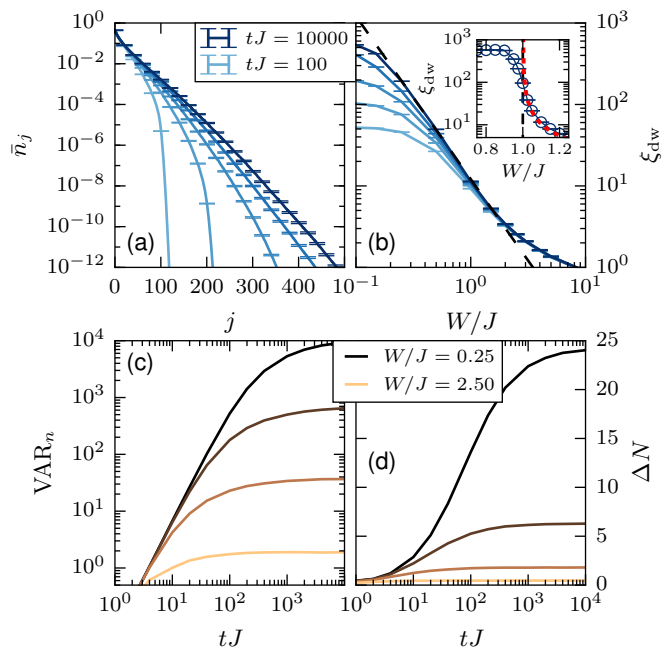 10^0
10^-2
10^-4
10^-6
10^-8
10^-10
10^-12
n̄_j
tJ = 10000
tJ = 100
(a)
0 100 200 300 400
j
10^3
10^2
10^1
10^0
ξ_dw
(b)
10^-1 10^0 10^1
W/J
10^3
10^2
10^1
ξ_dw
0.8 1.0 1.2
W/J
(c)
10^4
10^3
10^2
10^1
10^0
VAR_n
10^0 10^1 10^2 10^3
tJ
W/J = 0.25
W/J = 2.50
(d)
25
20
15
10
5
0
ΔN
10^0 10^1 10^2 10^3 10^4
tJ